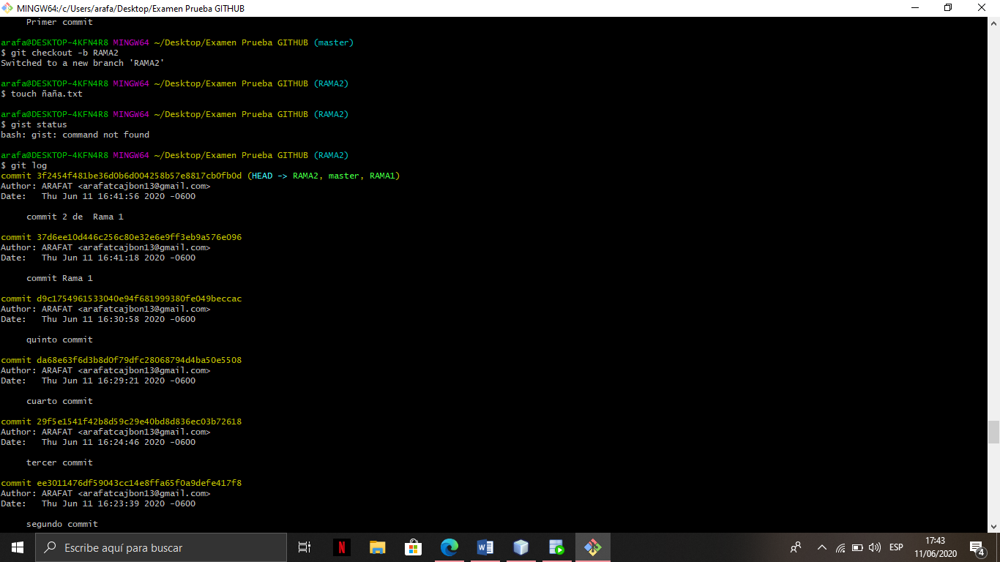 MINGW64:/c/Users/arafa/Desktop/Examen Prueba GITHUB
Primer commit
arafa@DESKTOP-4KFN4R8 MINGW64 ~/Desktop/Examen Prueba GITHUB (master)
$ git checkout -b RAMA2
Switched to a new branch 'RAMA2'
arafa@DESKTOP-4KFN4R8 MINGW64 ~/Desktop/Examen Prueba GITHUB (RAMA2)
$ touch ñaña.txt
arafa@DESKTOP-4KFN4R8 MINGW64 ~/Desktop/Examen Prueba GITHUB (RAMA2)
$ gist status
bash: gist: command not found
arafa@DESKTOP-4KFN4R8 MINGW64 ~/Desktop/Examen Prueba GITHUB (RAMA2)
$ git log
commit 3f2454f481be36d0b6d004258b57e8817cb0fb0d (HEAD -> RAMA2, master, RAMA1)
Author: ARAFAT <arafatcajbon13@gmail.com>
Date:   Thu Jun 11 16:41:56 2020 -0600
commit 2 de  Rama 1
commit 37d6ee10d446c256c80e32e6e9ff3eb9a576e096
Author: ARAFAT <arafatcajbon13@gmail.com>
Date:   Thu Jun 11 16:41:18 2020 -0600
commit Rama 1
commit d9c1754961533040e94f681999380fe049beccac
Author: ARAFAT <arafatcajbon13@gmail.com>
Date:   Thu Jun 11 16:30:58 2020 -0600
quinto commit
commit da68e63f6d3b8d0f79dfc28068794d4ba50e5508
Author: ARAFAT <arafatcajbon13@gmail.com>
Date:   Thu Jun 11 16:29:21 2020 -0600
cuarto commit
commit 29f5e1541f42b8d59c29e40bd8d836ec03b72618
Author: ARAFAT <arafatcajbon13@gmail.com>
Date:   Thu Jun 11 16:24:46 2020 -0600
tercer commit
commit ee3011476df59043cc14e8ffa65f0a9defe417f8
Author: ARAFAT <arafatcajbon13@gmail.com>
Date:   Thu Jun 11 16:23:39 2020 -0600
segundo commit
Escribe aquí para buscar
N
W
ESP
17:43
11/06/2020
4